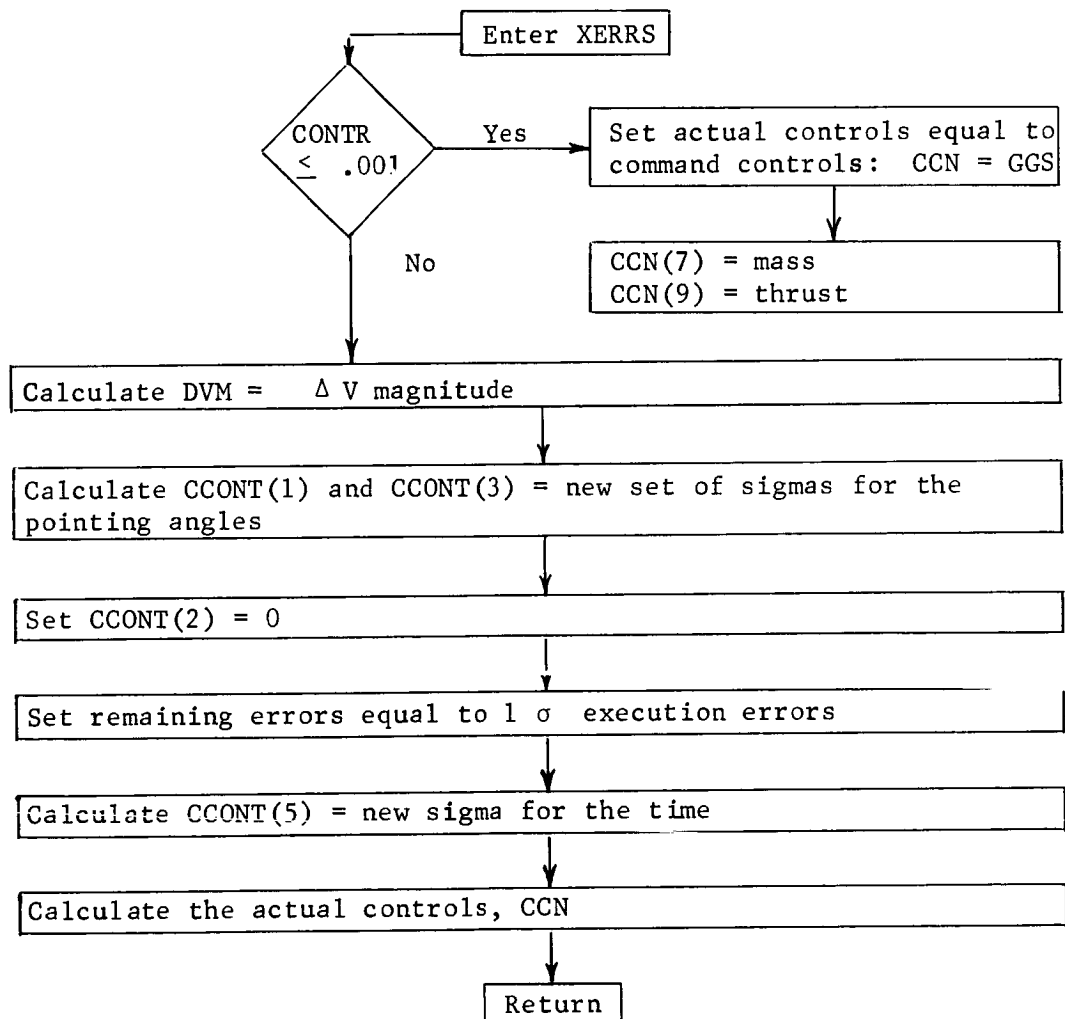 Enter XERRS
CONTR
≤ .001
Yes
Set actual controls equal to
command controls: CCN = GGS
No
CCN(7) = mass
CCN(9) = thrust
Calculate DVM = Δ V magnitude
Calculate CCONT(1) and CCONT(3) = new set of sigmas for the
pointing angles
Set CCONT(2) = 0
Set remaining errors equal to 1 σ execution errors
Calculate CCONT(5) = new sigma for the time
Calculate the actual controls, CCN
Return